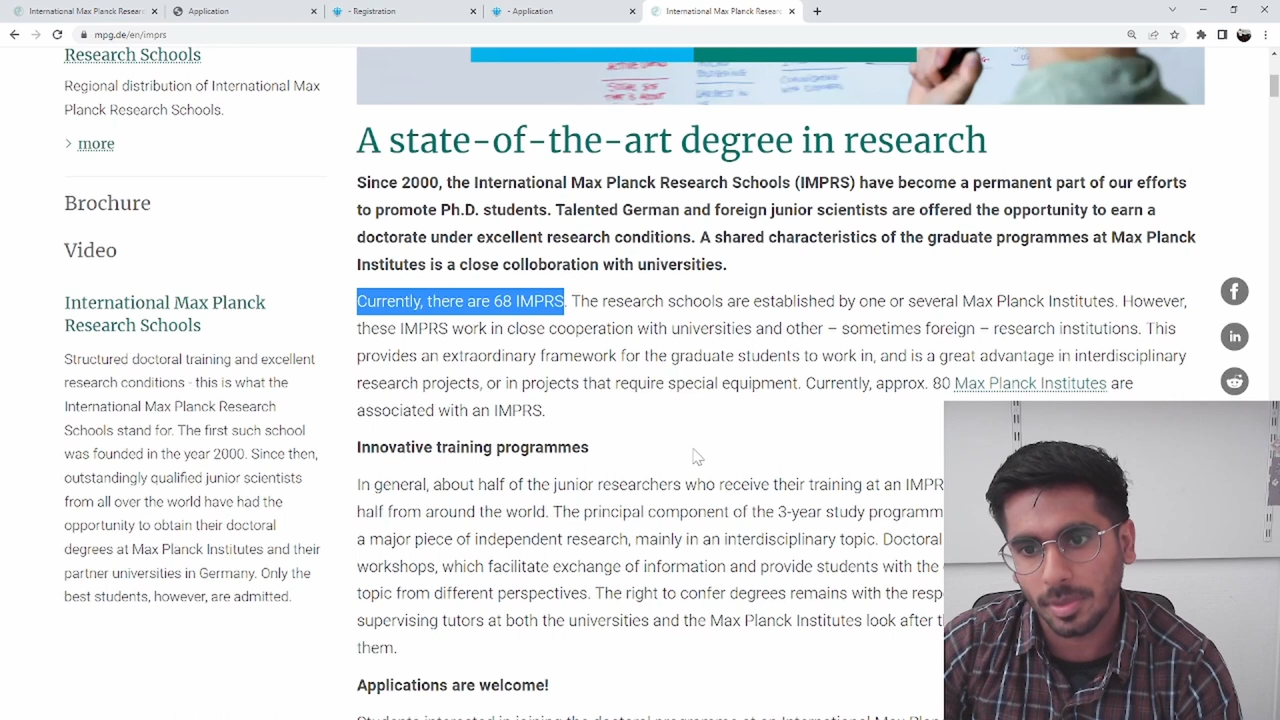 International Max Planck Resear
Application
- Registration
- Application
International Max Planck Resear
mpg.de/en/imprs
Research Schools
Regional distribution of International Max
Planck Research Schools.
> more
Brochure
Video
International Max Planck
Research Schools
Structured doctoral training and excellent
research conditions - this is what the
International Max Planck Research
Schools stand for. The first such school
was founded in the year 2000. Since then,
outstandingly qualified junior scientists
from all over the world have had the
opportunity to obtain their doctoral
degrees at Max Planck Institutes and their
partner universities in Germany. Only the
best students, however, are admitted.
A state-of-the-art degree in research
Since 2000, the International Max Planck Research Schools (IMPRS) have become a permanent part of our efforts
to promote Ph.D. students. Talented German and foreign junior scientists are offered the opportunity to earn a
doctorate under excellent research conditions. A shared characteristics of the graduate programmes at Max Planck
Institutes is a close colloboration with universities.
Currently, there are 68 IMPRS. The research schools are established by one or several Max Planck Institutes. However,
these IMPRS work in close cooperation with universities and other – sometimes foreign – research institutions. This
provides an extraordinary framework for the graduate students to work in, and is a great advantage in interdisciplinary
research projects, or in projects that require special equipment. Currently, approx. 80 Max Planck Institutes are
associated with an IMPRS.
Innovative training programmes
In general, about half of the junior researchers who receive their training at an IMPR
half from around the world. The principal component of the 3-year study programm
a major piece of independent research, mainly in an interdisciplinary topic. Doctoral
workshops, which facilitate exchange of information and provide students with the
topic from different perspectives. The right to confer degrees remains with the resp
supervising tutors at both the universities and the Max Planck Institutes look after t
them.
Applications are welcome!
Students interested in joining the doctoral programme at an International Max Plan
f
in